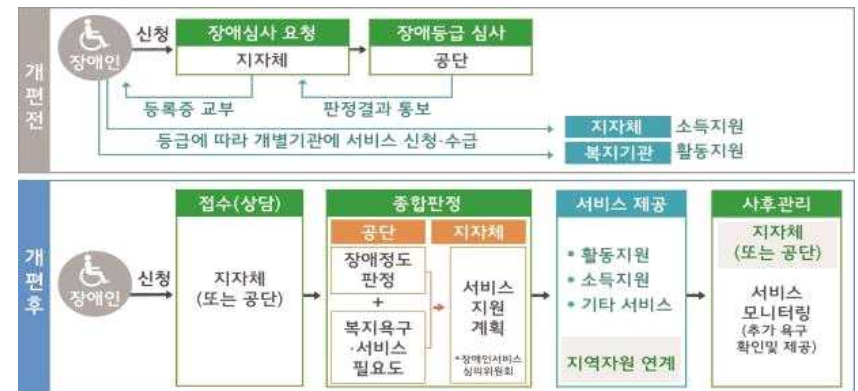 개편전
장애인
신청
장애심사 요청
지자체
장애등급 심사
공단
등록증 교부
판정결과 통보
등급에 따라 개별기관에 서비스 신청·수급
지자체 소득지원
복지기관 활동지원
개편후
장애인
신청
접수(상담)
지자체
(또는 공단)
종합판정
공단
장애정도
판정
+
복지욕구
·서비스
필요도
지자체
서비스
지원
계획
*장애인서비스
심의위원회
서비스 제공
• 활동지원
• 소득지원
• 기타 서비스
지역자원 연계
사후관리
지자체
(또는 공단)
서비스
모니터링
(추가 욕구
확인및 제공)